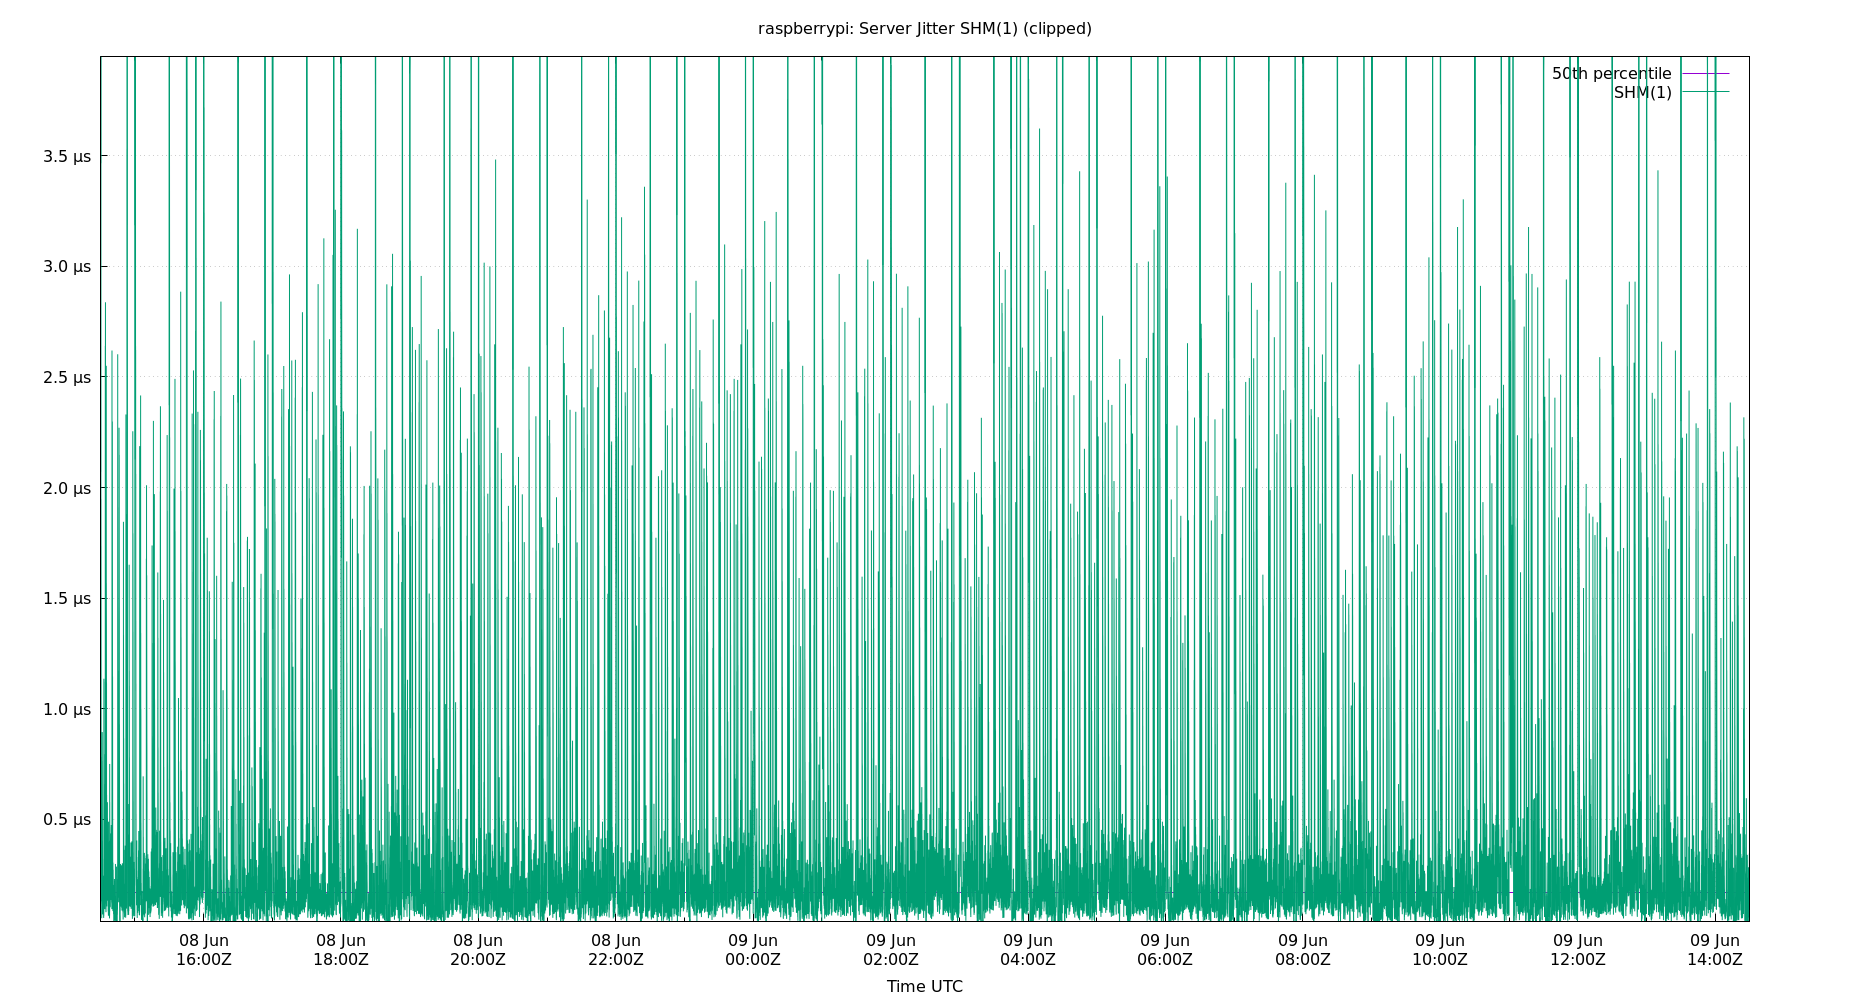 raspberrypi: Server Jitter SHM(1) (clipped)
50th percentile
SHM(1)
3.5 µs
3.0 µs
2.5 µs
2.0 µs
1.5 µs
1.0 µs
0.5 µs
08 Jun 08 Jun 08 Jun 08 Jun 09 Jun 09 Jun 09 Jun 09 Jun 09 Jun 09 Jun 09 Jun 09 Jun
16:00Z 18:00Z 20:00Z 22:00Z 00:00Z 02:00Z 04:00Z 06:00Z 08:00Z 10:00Z 12:00Z 14:00Z
Time UTC